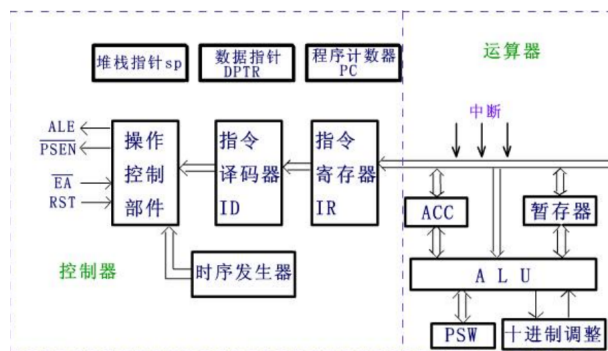 堆栈指针sp
数据指针
DPTR
程序计数器
PC
运算器
中断
ALE
PSEN
EA
RST
操作
控制
部件
指令
译码器
ID
指令
寄存器
IR
ACC
暂存器
控制器
时序发生器
A L U
PSW
十进制调整